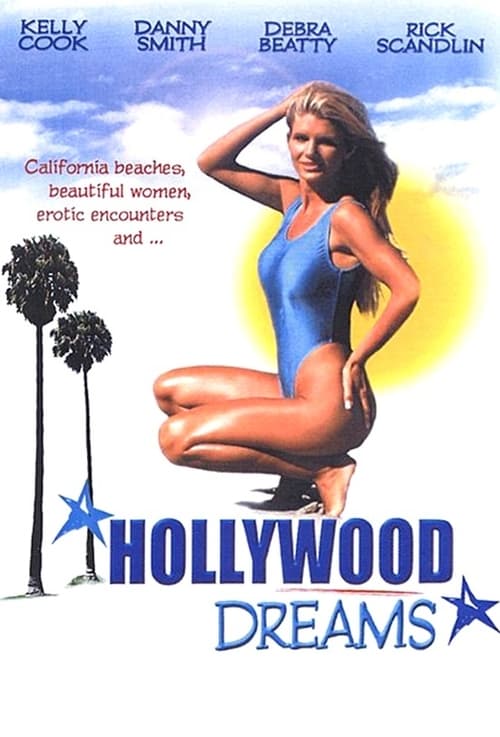 KELLY DANNY DEBRA RICK
COOK SMITH BEATTY SCANDLIN
California beaches,
beautiful women,
erotic encounters
and ...
HOLLYWOOD
DREAMS